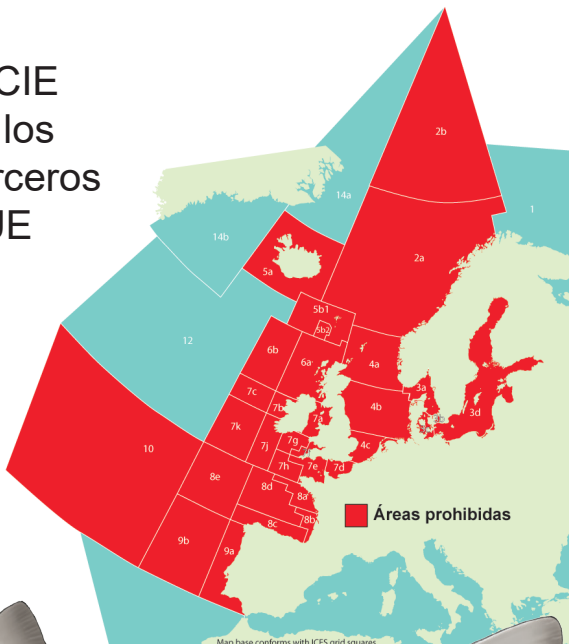 CIE
los
rceros
JE
2b
1
14a
14b
2a
5a
5b1
5b2
12
6b
6a
4a
3a
7c
7b
7a
4b
3d
10
7k
7j
7g
4c
7h
7e
7d
8e
8d
8a
8c
8b
9b
9a
Áreas prohibidas
Map base conforms with ICES grid squares